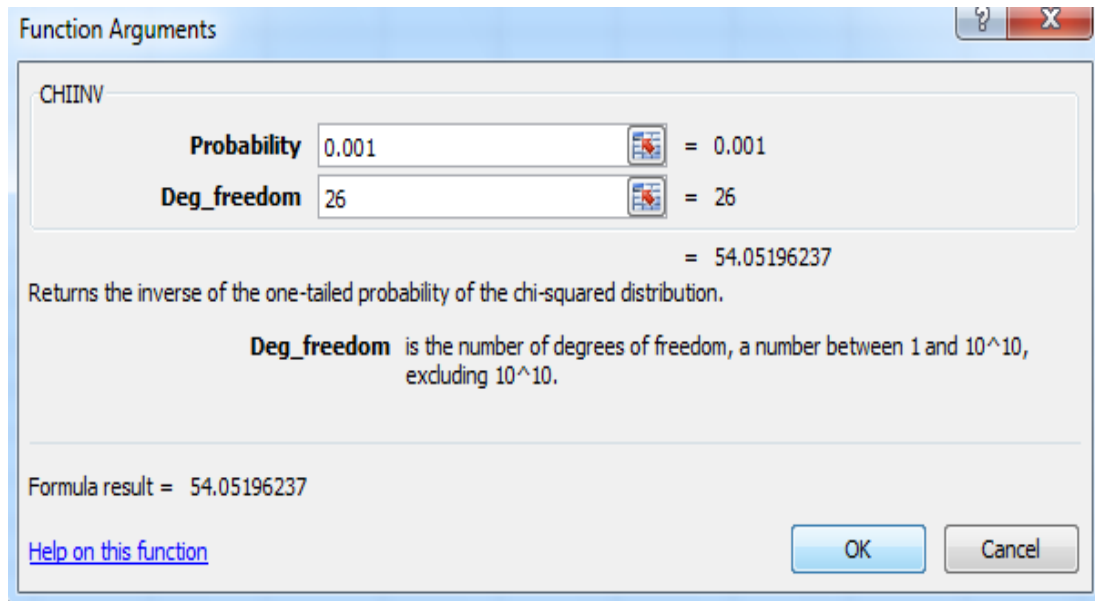 Function Arguments
CHIINV
Probability 0.001 = 0.001
Deg_freedom 26 = 26
= 54.05196237
Returns the inverse of the one-tailed probability of the chi-squared distribution.
Deg_freedom is the number of degrees of freedom, a number between 1 and 10^10,
excluding 10^10.
Formula result = 54.05196237
Help on this function
OK Cancel